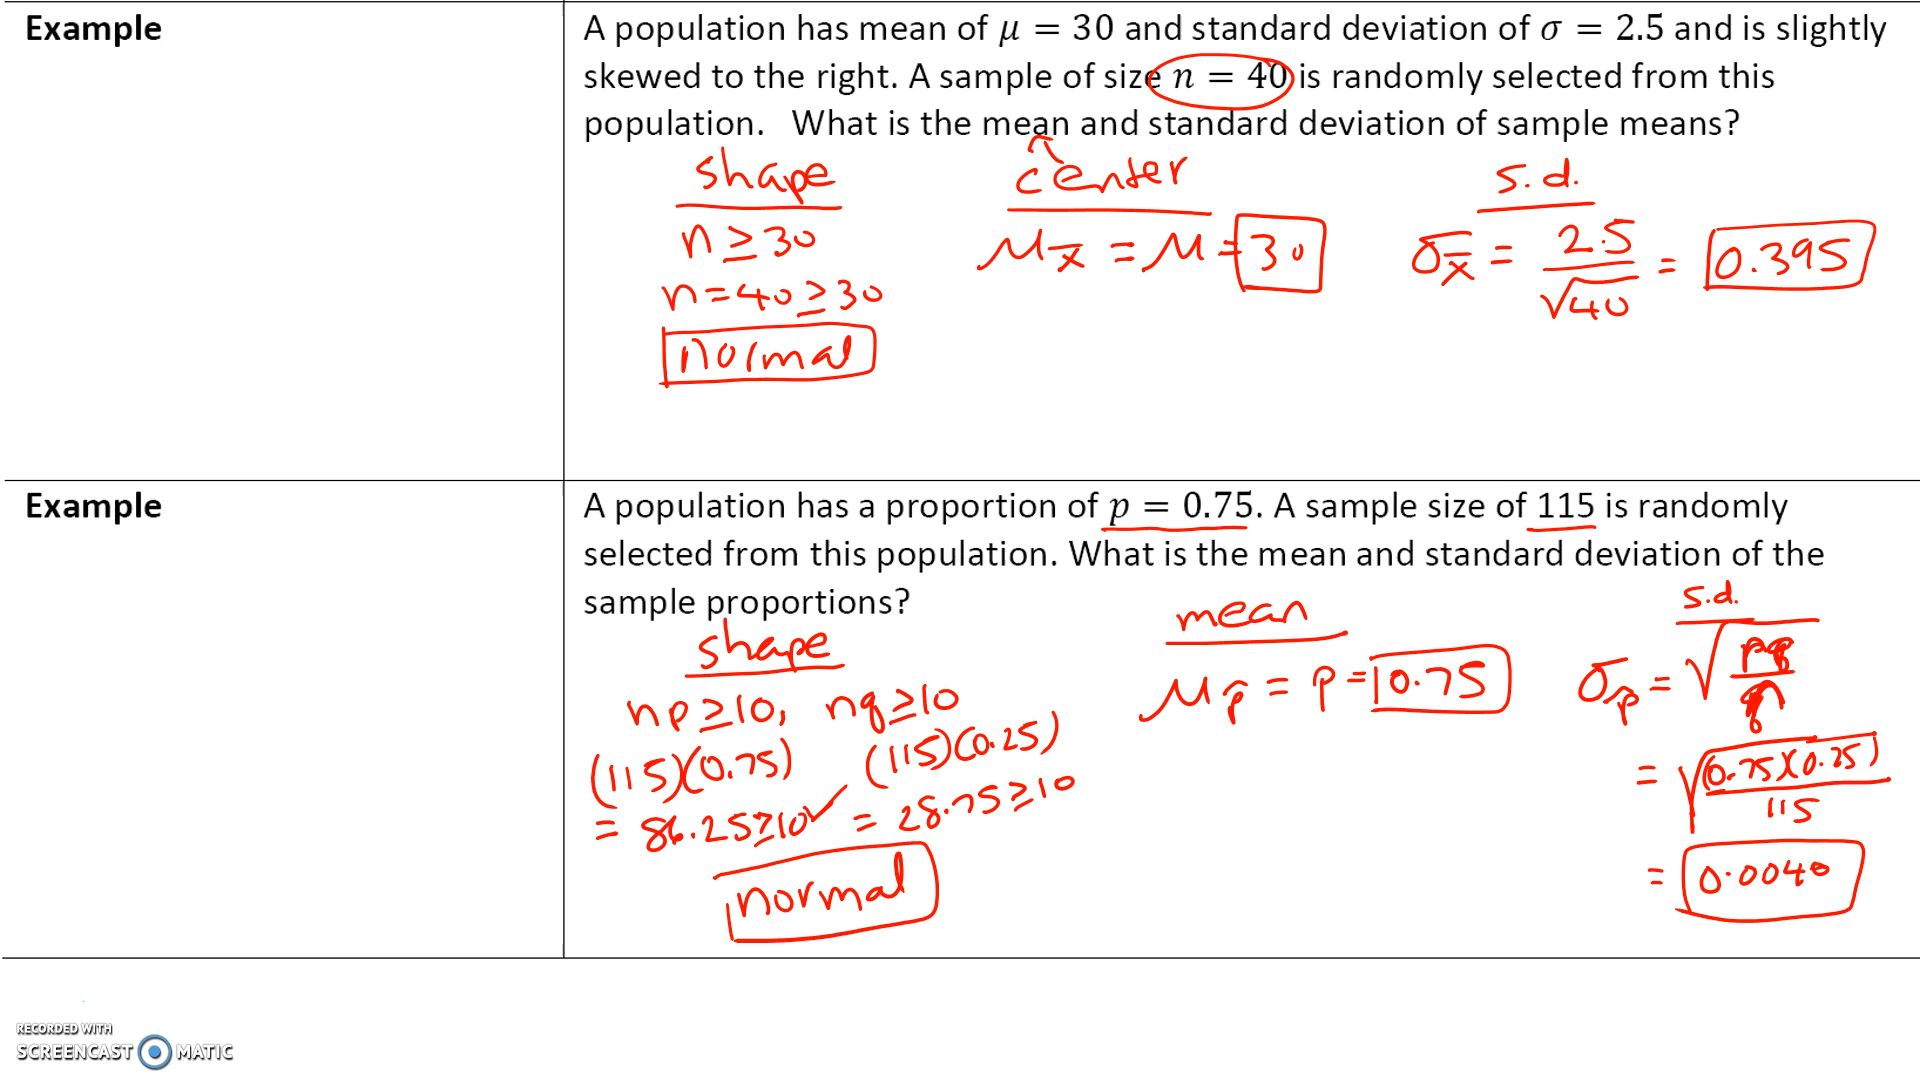 Example
A population has mean of μ = 30 and standard deviation of σ = 2.5 and is slightly
skewed to the right. A sample of size n = 40 is randomly selected from this
population. What is the mean and standard deviation of sample means?
shape
n ≥ 30
n = 40 ≥ 30
normal
center
μx̄ = μ = 30
s.d.
σx̄ = 2.5/√40 = 0.395
Example
A population has a proportion of p = 0.75. A sample size of 115 is randomly
selected from this population. What is the mean and standard deviation of the
sample proportions?
shape
np ≥ 10, nq ≥ 10
(115)(0.75) (115)(0.25)
= 86.25 ≥ 10 ✓ = 28.75 ≥ 10
normal
mean
μp̂ = p = 0.75
s.d.
σp̂ = √(pq/n)
= √((0.75)(0.25)/115)
= 0.0040
RECORDED WITH
SCREENCAST MATIC